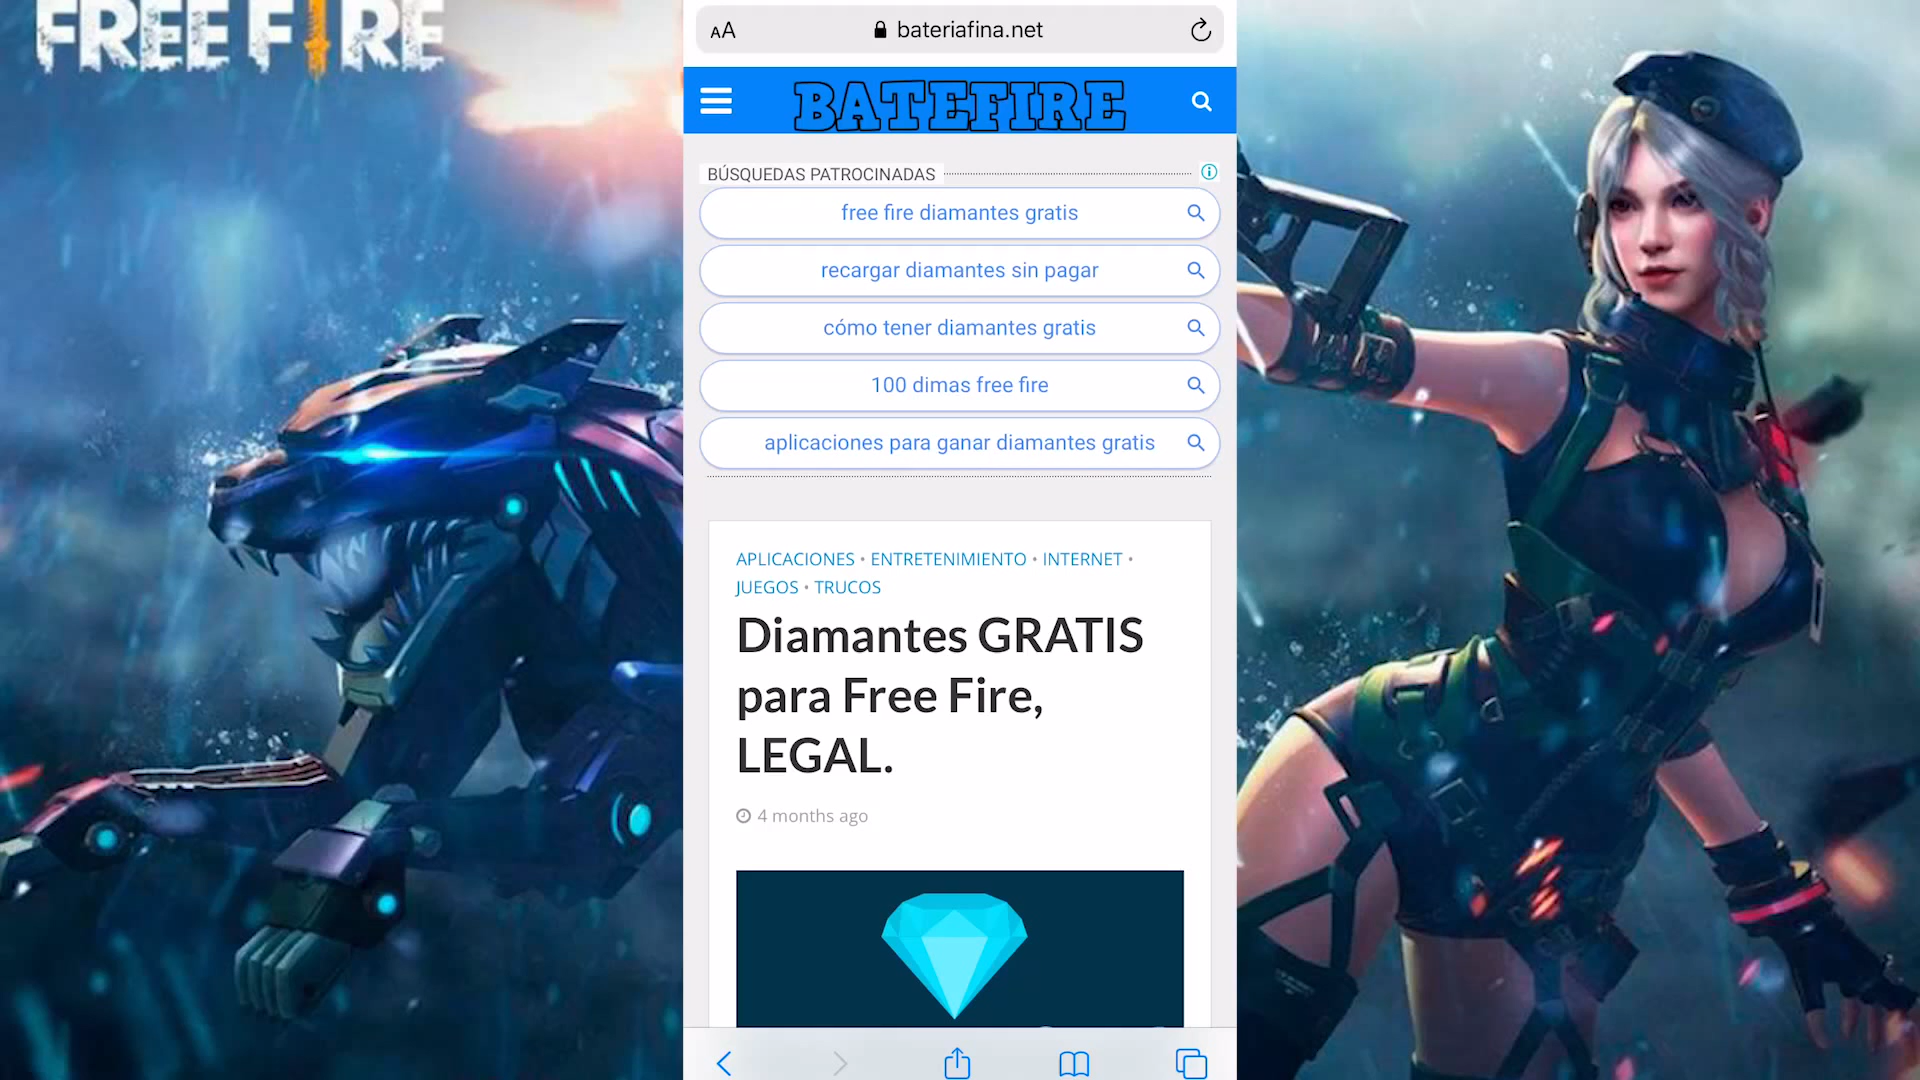 FREE FIRE
AA bateriafina.net
BATEFIRE
BÚSQUEDAS PATROCINADAS
free fire diamantes gratis
recargar diamantes sin pagar
cómo tener diamantes gratis
100 dimas free fire
aplicaciones para ganar diamantes gratis
APLICACIONES • ENTRETENIMIENTO • INTERNET •
JUEGOS • TRUCOS
Diamantes GRATIS
para Free Fire,
LEGAL.
4 months ago